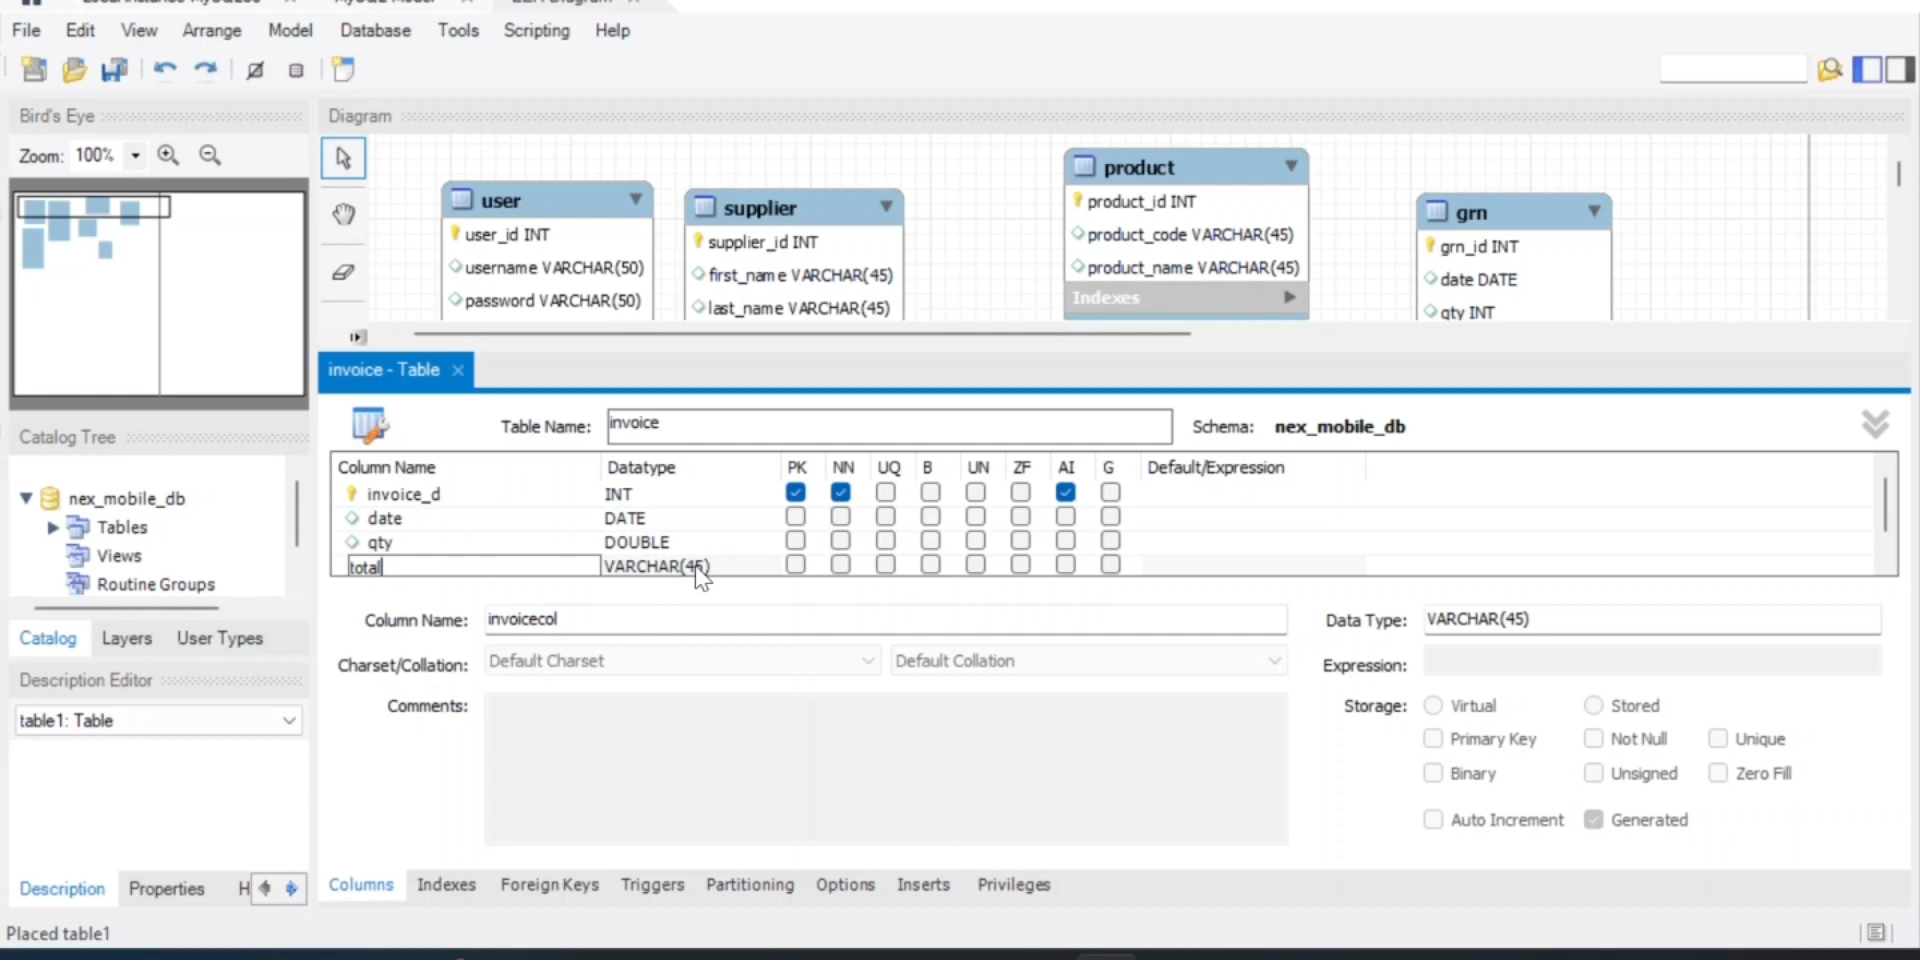 File Edit View Arrange Model Database Tools Scripting Help
Bird's Eye
Diagram
Zoom: 100%
user
user_id INT
username VARCHAR(50)
password VARCHAR(50)
supplier
supplier_id INT
first_name VARCHAR(45)
last_name VARCHAR(45)
product
product_id INT
product_code VARCHAR(45)
product_name VARCHAR(45)
Indexes
grn
grn_id INT
date DATE
qty INT
invoice - Table
Table Name: invoice Schema: nex_mobile_db
Column Name Datatype PK NN UQ B UN ZF AI G Default/Expression
invoice_d INT
date DATE
qty DOUBLE
total VARCHAR(45)
Catalog Tree
nex_mobile_db
Tables
Views
Routine Groups
Catalog Layers User Types
Description Editor
table1: Table
Column Name: invoicecol Data Type: VARCHAR(45)
Charset/Collation: Default Charset Default Collation Expression:
Comments: Storage: Virtual Stored
Primary Key Not Null Unique
Binary Unsigned Zero Fill
Auto Increment Generated
Description Properties H
Columns Indexes Foreign Keys Triggers Partitioning Options Inserts Privileges
Placed table1